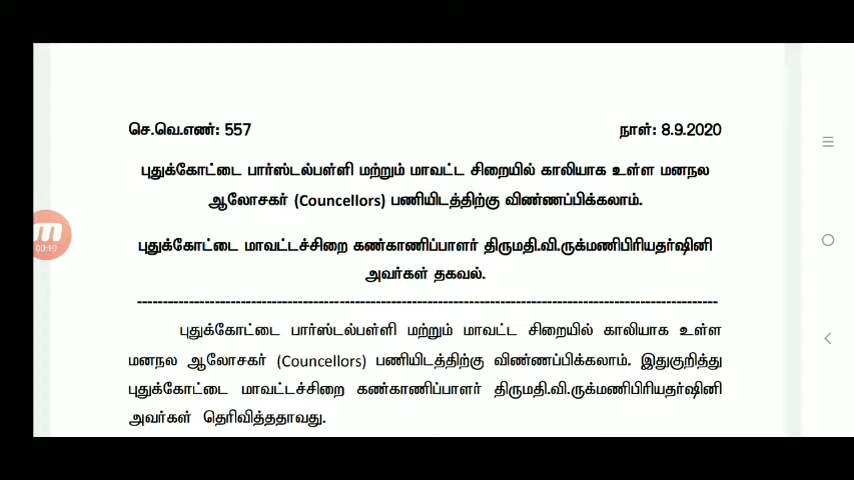 செ.வெ.எண்: 557 நாள்: 8.9.2020
புதுக்கோட்டை பார்ஸ்டல்பள்ளி மற்றும் மாவட்ட சிறையில் காலியாக உள்ள மனநல
ஆலோசகர் (Councellors) பணியிடத்திற்கு விண்ணப்பிக்கலாம்.
புதுக்கோட்டை மாவட்டச்சிறை கண்காணிப்பாளர் திருமதி.வி.ருக்மணிபிரியதர்ஷினி
அவர்கள் தகவல்.
புதுக்கோட்டை பார்ஸ்டல்பள்ளி மற்றும் மாவட்ட சிறையில் காலியாக உள்ள
மனநல ஆலோசகர் (Councellors) பணியிடத்திற்கு விண்ணப்பிக்கலாம். இதுகுறித்து
புதுக்கோட்டை மாவட்டச்சிறை கண்காணிப்பாளர் திருமதி.வி.ருக்மணிபிரியதர்ஷினி
அவர்கள் தெரிவித்ததாவது.